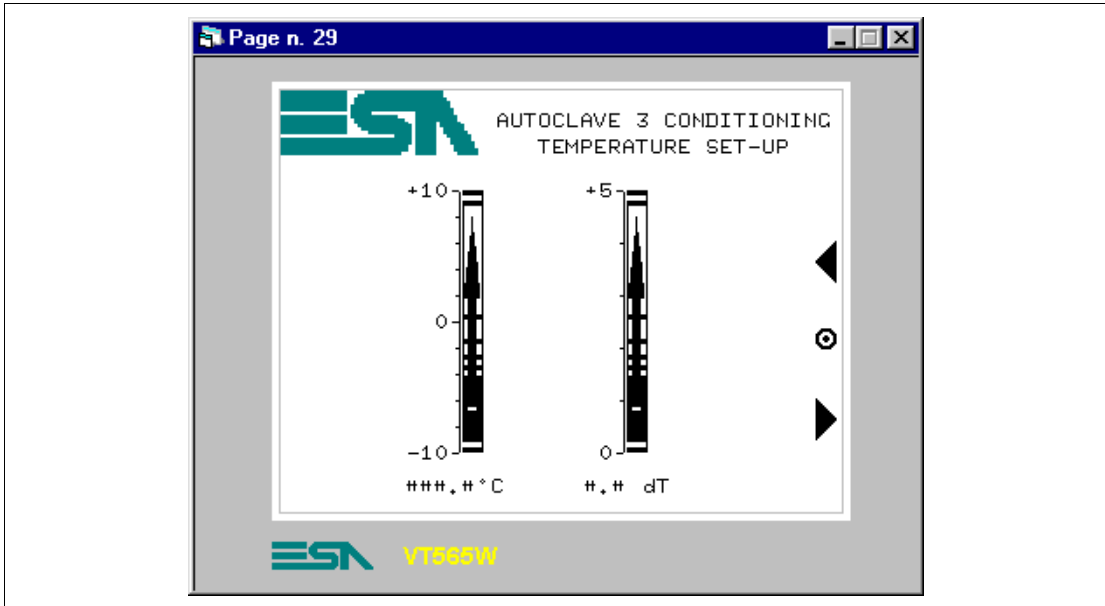 Page n. 29
ESA
AUTOCLAVE 3 CONDITIONING
TEMPERATURE SET-UP
+10
+5
0
-10
0
###.#°C
#.# dT
ESA
VT565W